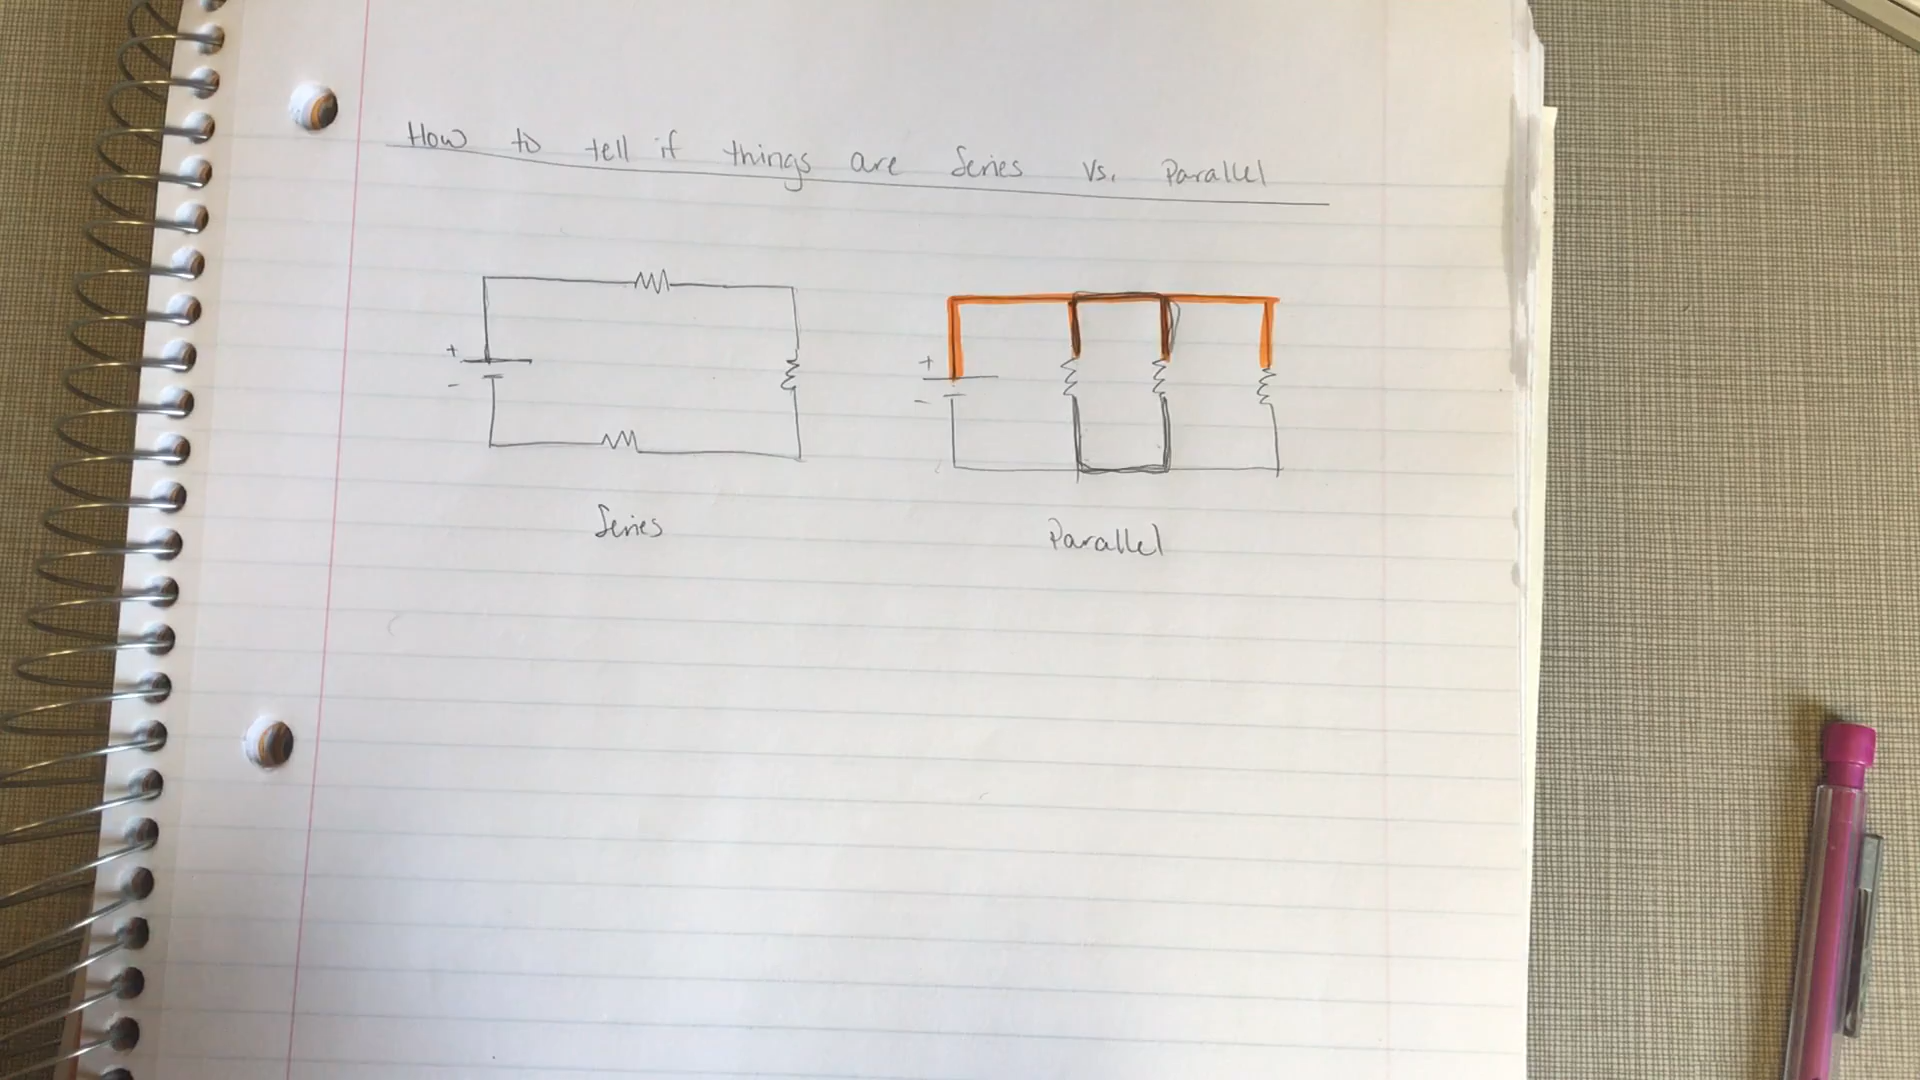 How to tell if things are Series vs. Parallel
+
-
+
-
Series
Parallel